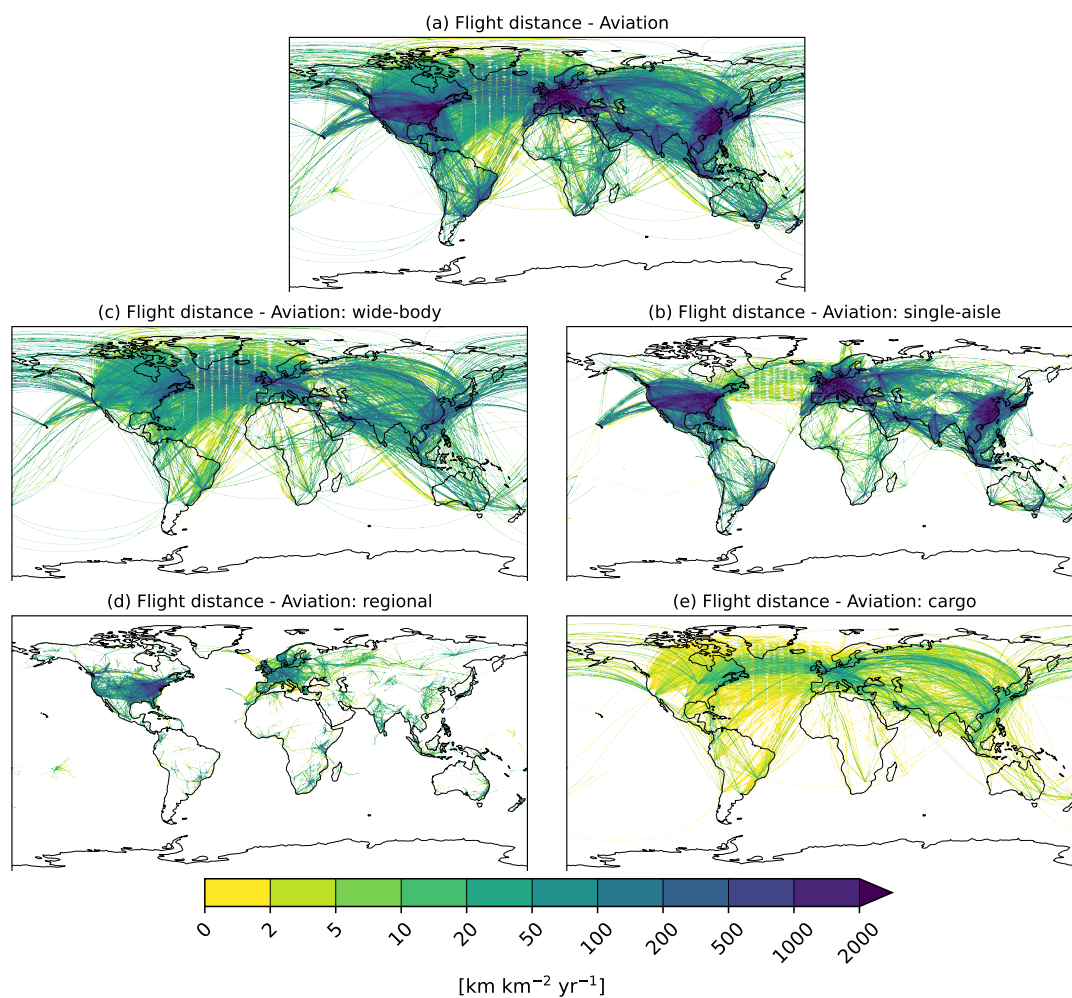 (a) Flight distance - Aviation
(c) Flight distance - Aviation: wide-body
(b) Flight distance - Aviation: single-aisle
(d) Flight distance - Aviation: regional
(e) Flight distance - Aviation: cargo
0 2 5 10 20 50 100 200 500 1000 2000
[km km⁻² yr⁻¹]